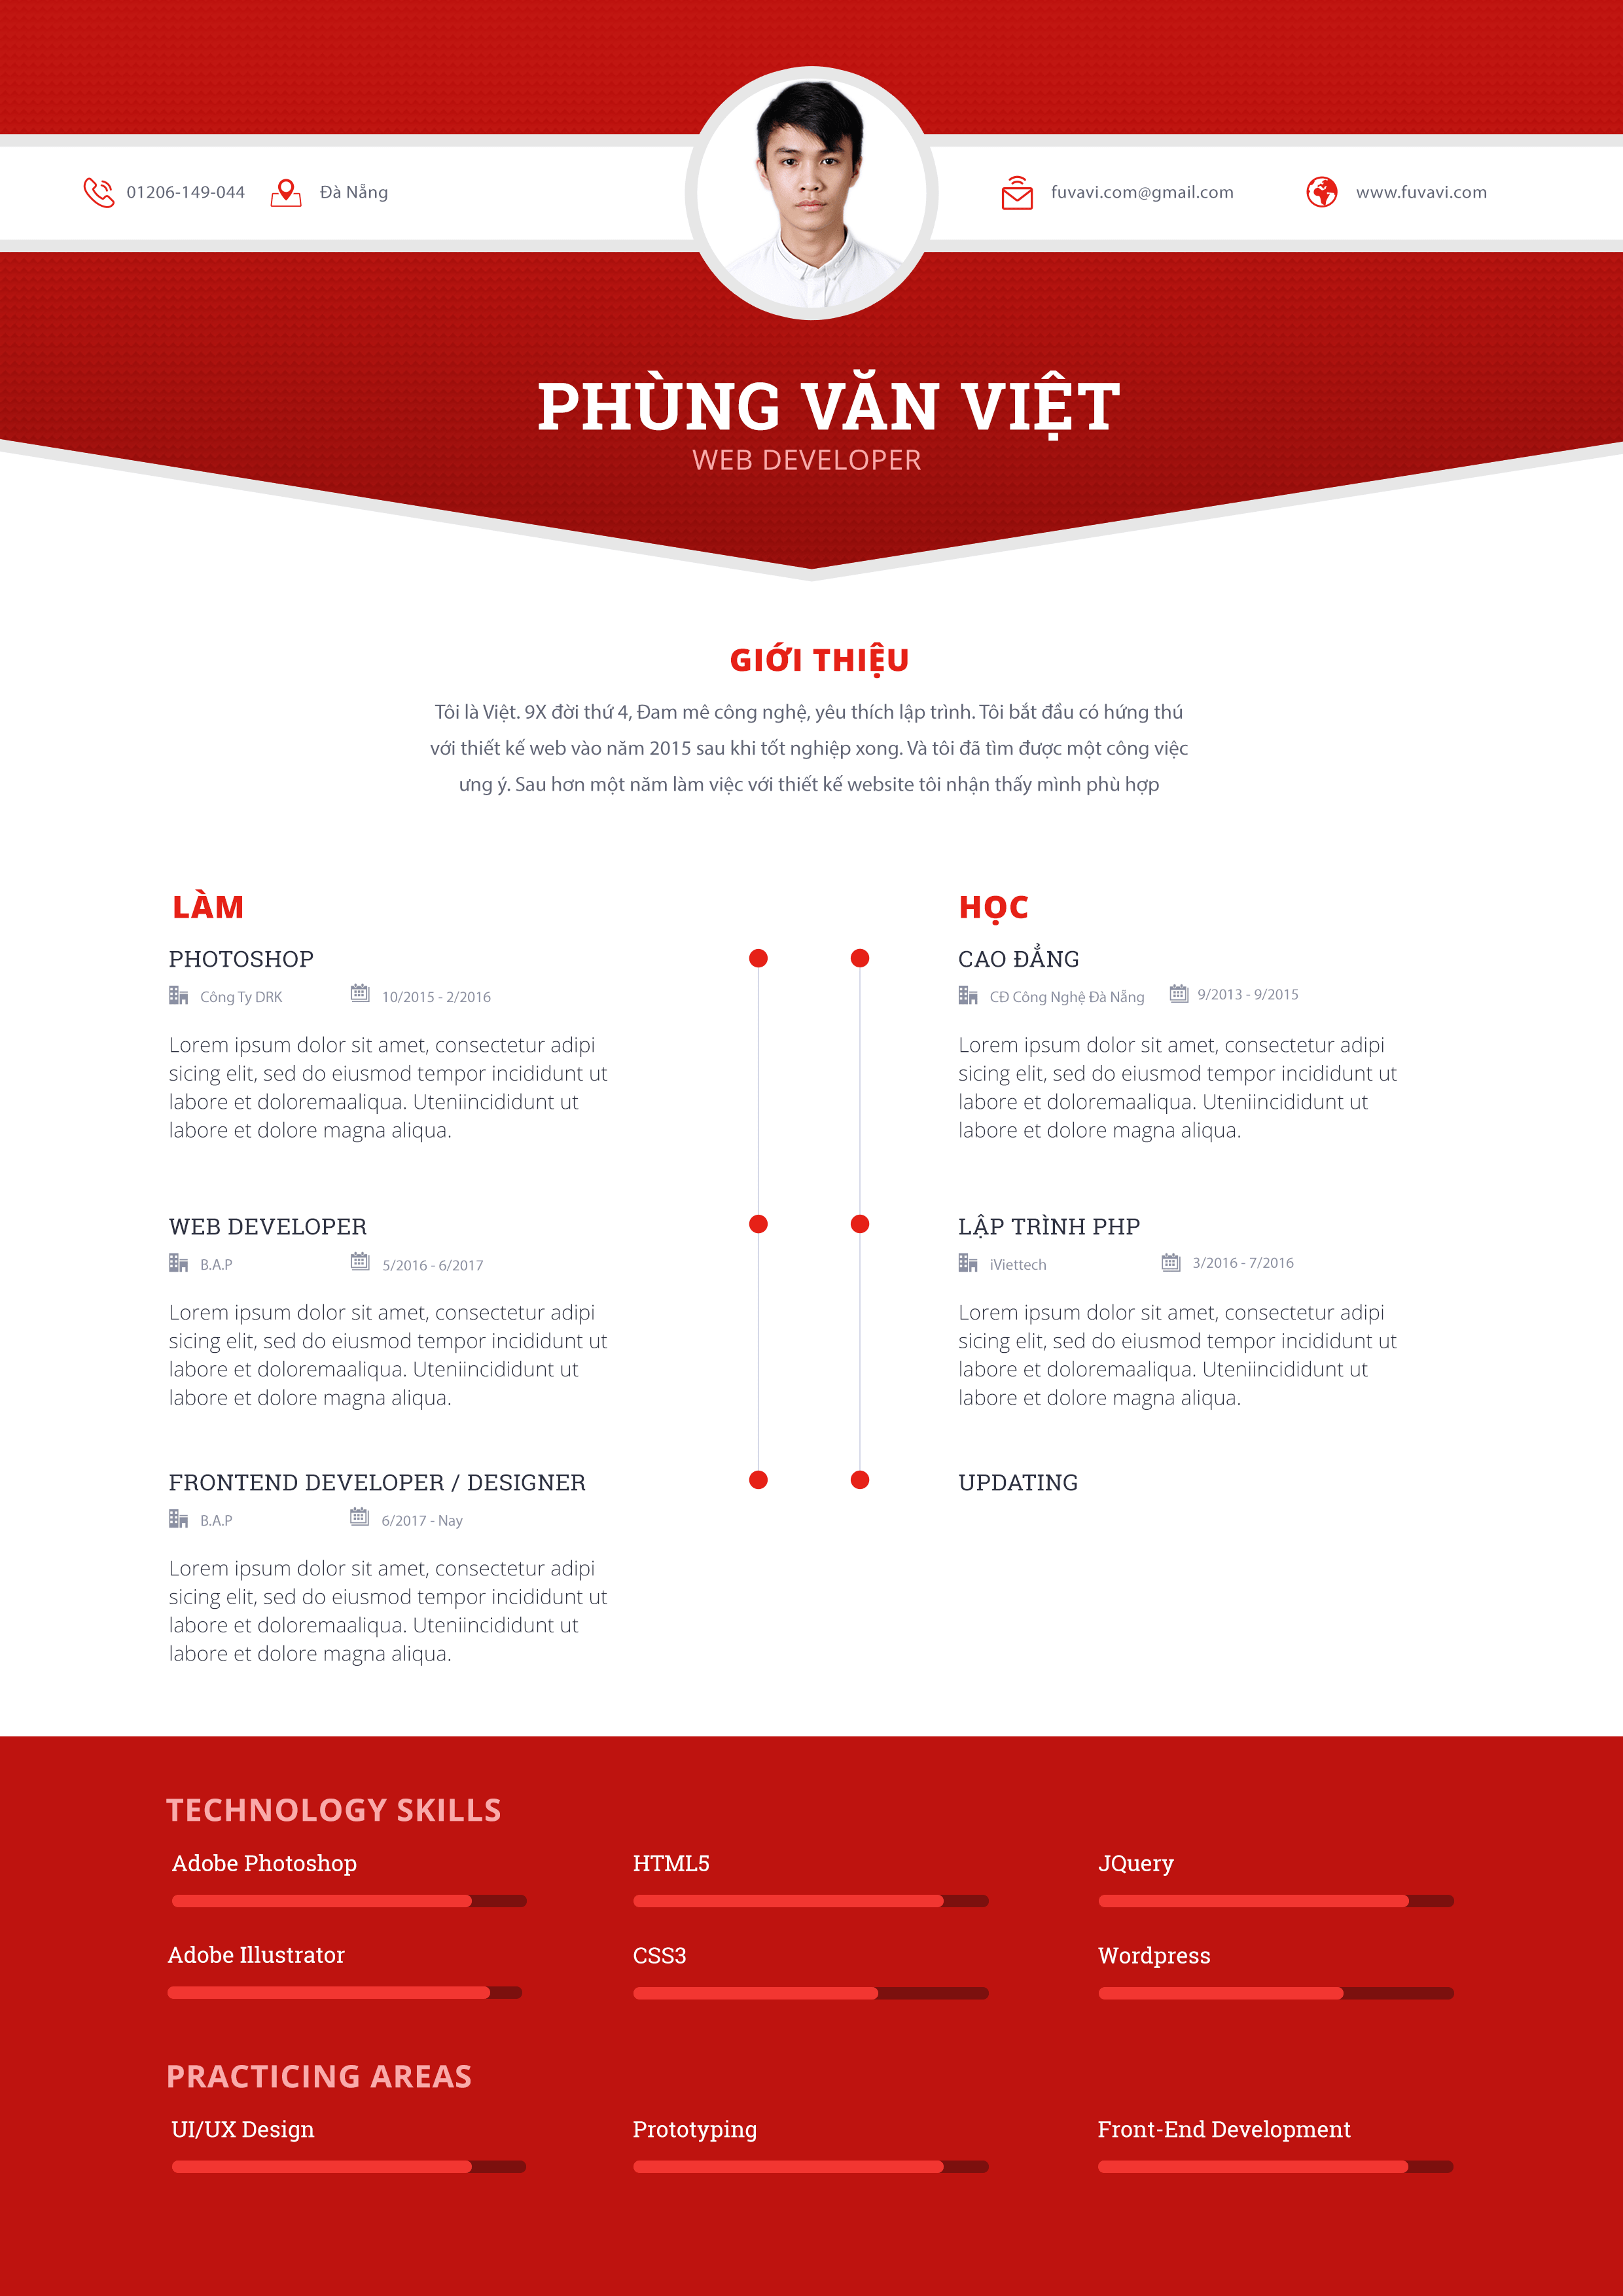 01206-149-044
Đà Nẵng
fuvavi.com@gmail.com
www.fuvavi.com
PHÙNG VĂN VIỆT
WEB DEVELOPER
GIỚI THIỆU
Tôi là Việt. 9X đời thứ 4, Đam mê công nghệ, yêu thích lập trình. Tôi bắt đầu có hứng thú
với thiết kế web vào năm 2015 sau khi tốt nghiệp xong. Và tôi đã tìm được một công việc
ưng ý. Sau hơn một năm làm việc với thiết kế website tôi nhận thấy mình phù hợp
LÀM
PHOTOSHOP
Công Ty DRK
10/2015 - 2/2016
Lorem ipsum dolor sit amet, consectetur adipi
sicing elit, sed do eiusmod tempor incididunt ut
labore et doloremaaliqua. Uteniincididunt ut
labore et dolore magna aliqua.
WEB DEVELOPER
B.A.P
5/2016 - 6/2017
Lorem ipsum dolor sit amet, consectetur adipi
sicing elit, sed do eiusmod tempor incididunt ut
labore et doloremaaliqua. Uteniincididunt ut
labore et dolore magna aliqua.
FRONTEND DEVELOPER / DESIGNER
B.A.P
6/2017 - Nay
Lorem ipsum dolor sit amet, consectetur adipi
sicing elit, sed do eiusmod tempor incididunt ut
labore et doloremaaliqua. Uteniincididunt ut
labore et dolore magna aliqua.
HỌC
CAO ĐẲNG
CĐ Công Nghệ Đà Nẵng
9/2013 - 9/2015
Lorem ipsum dolor sit amet, consectetur adipi
sicing elit, sed do eiusmod tempor incididunt ut
labore et doloremaaliqua. Uteniincididunt ut
labore et dolore magna aliqua.
LẬP TRÌNH PHP
iViettech
3/2016 - 7/2016
Lorem ipsum dolor sit amet, consectetur adipi
sicing elit, sed do eiusmod tempor incididunt ut
labore et doloremaaliqua. Uteniincididunt ut
labore et dolore magna aliqua.
UPDATING
TECHNOLOGY SKILLS
Adobe Photoshop
HTML5
JQuery
Adobe Illustrator
CSS3
Wordpress
PRACTICING AREAS
UI/UX Design
Prototyping
Front-End Development